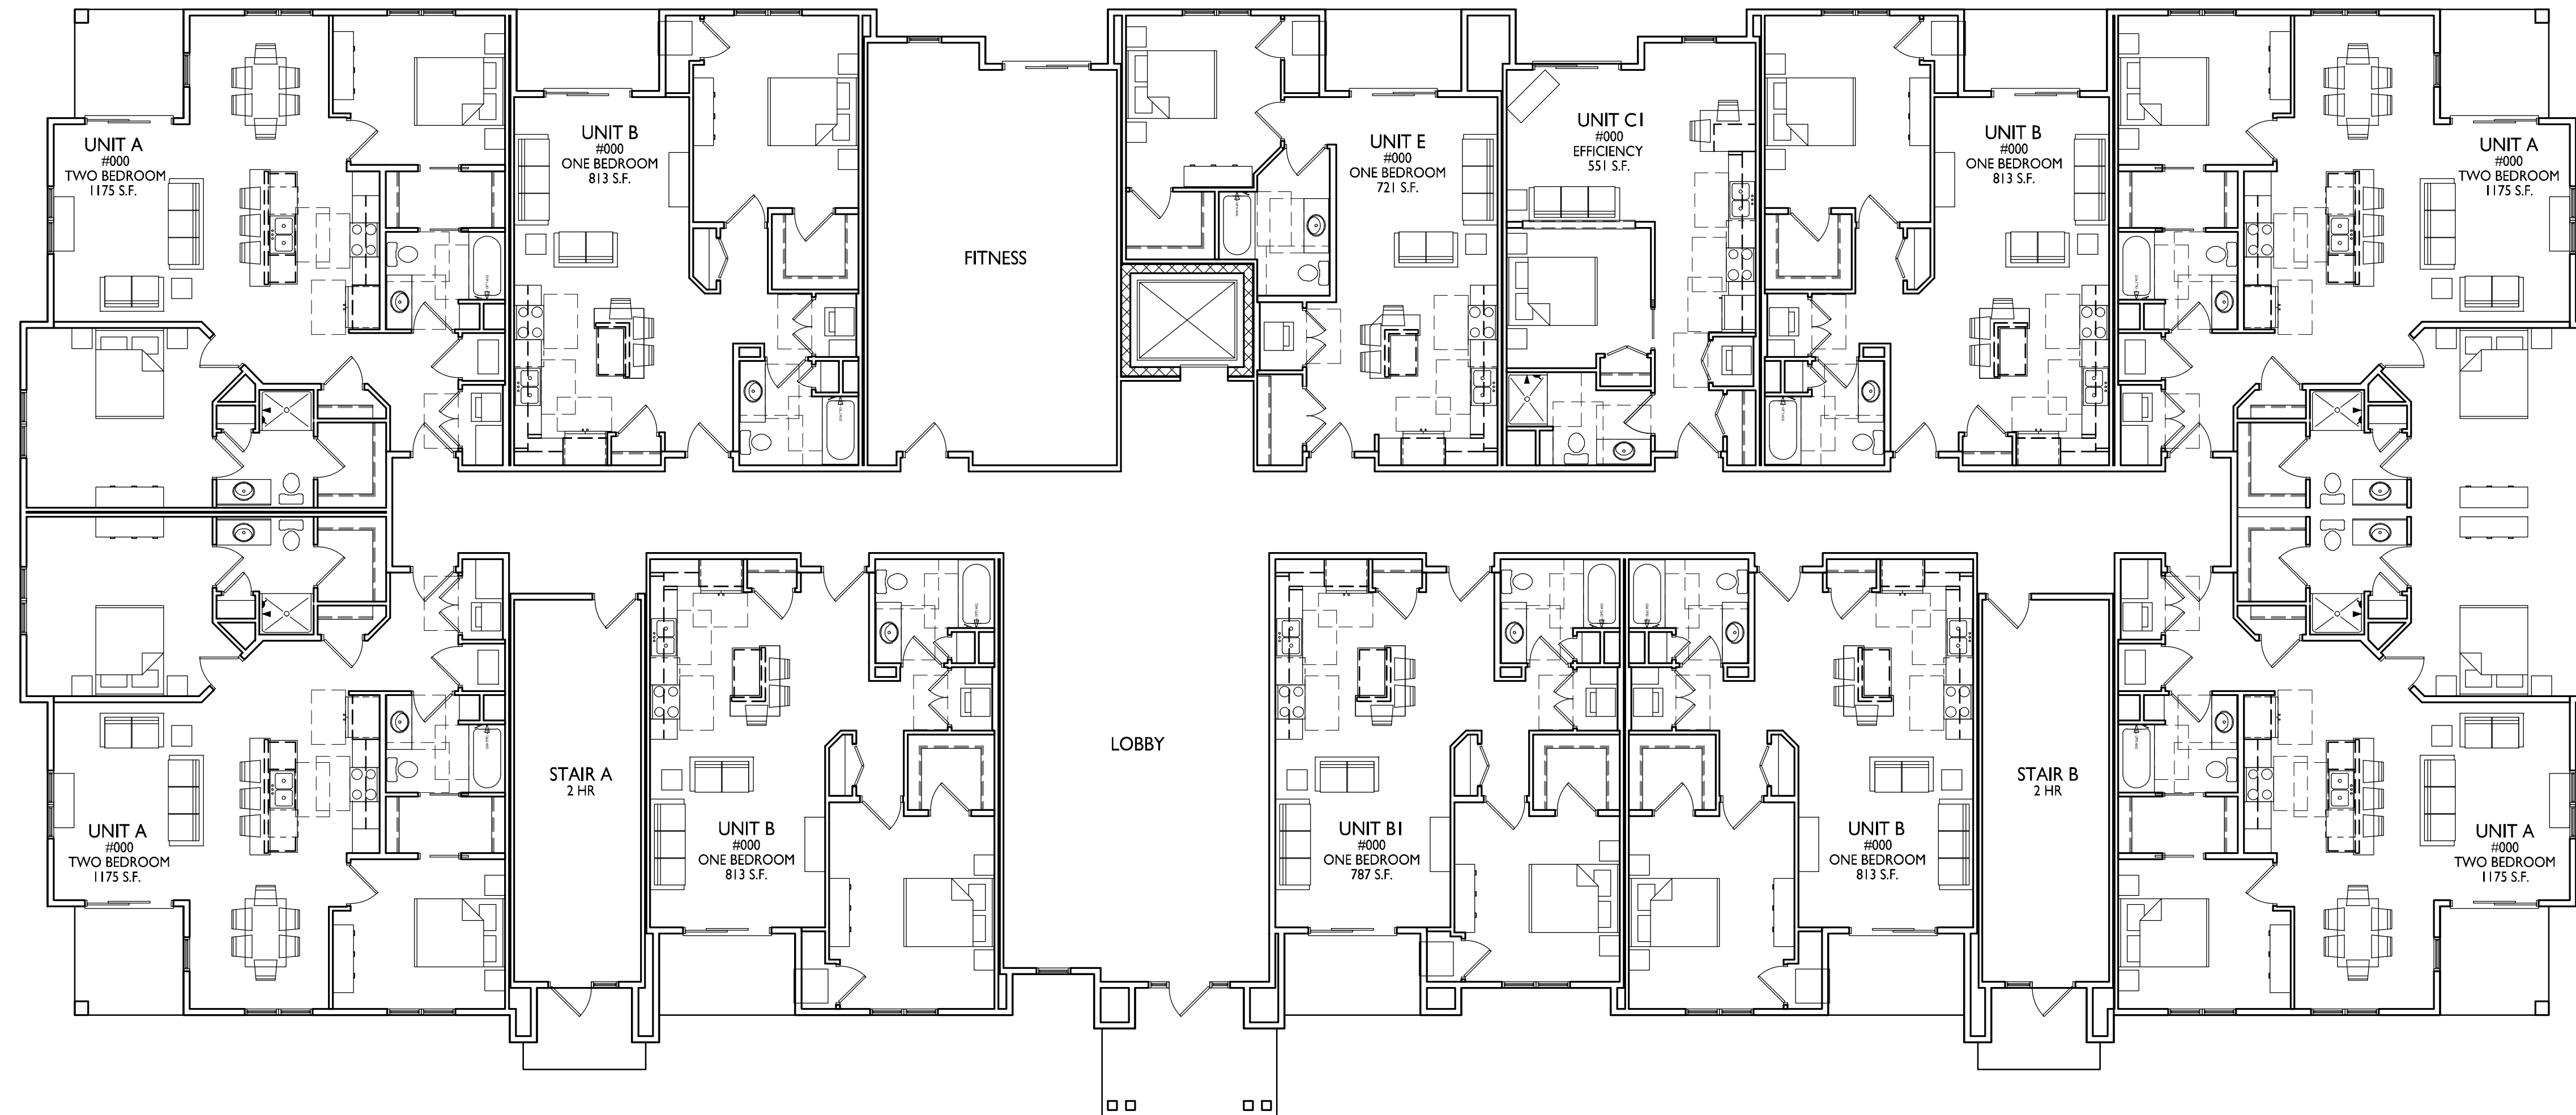 UNIT A
#000
TWO BEDROOM
1175 S.F.
UNIT B
#000
ONE BEDROOM
813 S.F.
FITNESS
UNIT E
#000
ONE BEDROOM
721 S.F.
UNIT C1
#000
EFFICIENCY
551 S.F.
UNIT B
#000
ONE BEDROOM
813 S.F.
UNIT A
#000
TWO BEDROOM
1175 S.F.
UNIT A
#000
TWO BEDROOM
1175 S.F.
STAIR A
2 HR
UNIT B
#000
ONE BEDROOM
813 S.F.
LOBBY
UNIT B1
#000
ONE BEDROOM
787 S.F.
UNIT B
#000
ONE BEDROOM
813 S.F.
STAIR B
2 HR
UNIT A
#000
TWO BEDROOM
1175 S.F.